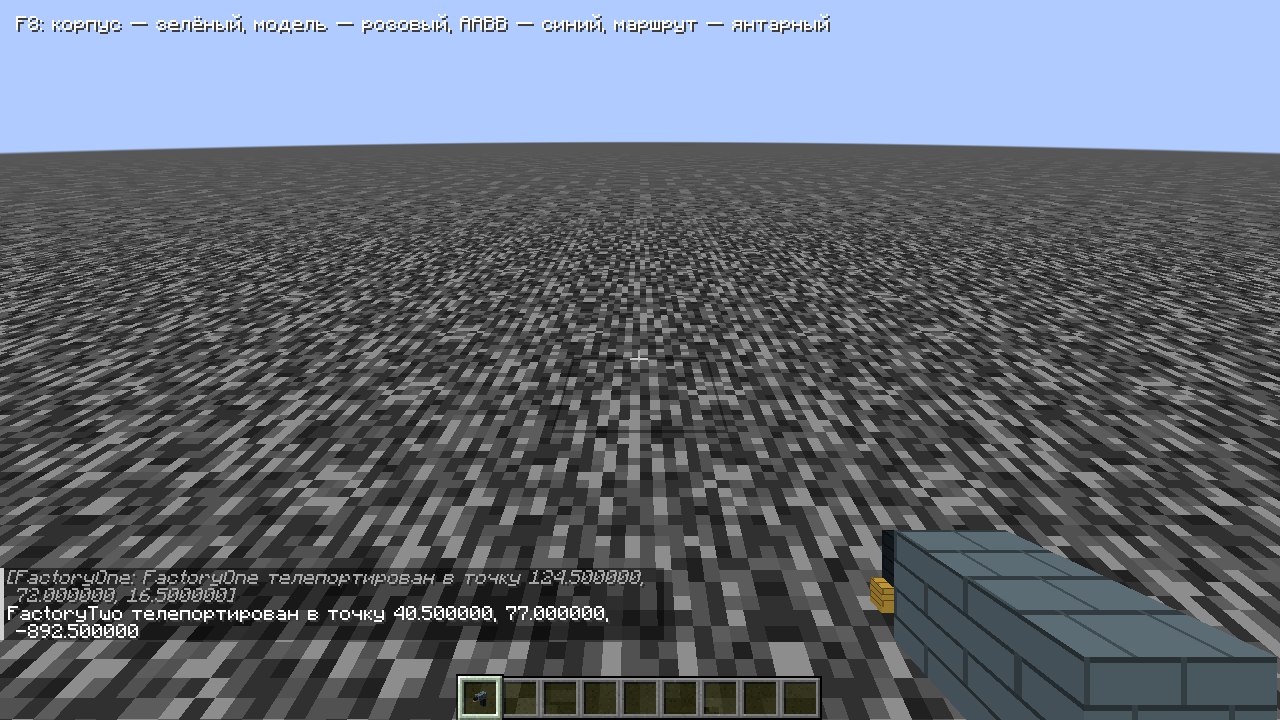 F8: корпус — зелёный, модель — розовый, AABB — синий, маршрут — янтарный
[FactoryOne: FactoryOne телепортирован в точку 124.500000,
72.000000, 16.500000]
FactoryTwo телепортирован в точку 40.500000, 77.000000,
-892.500000